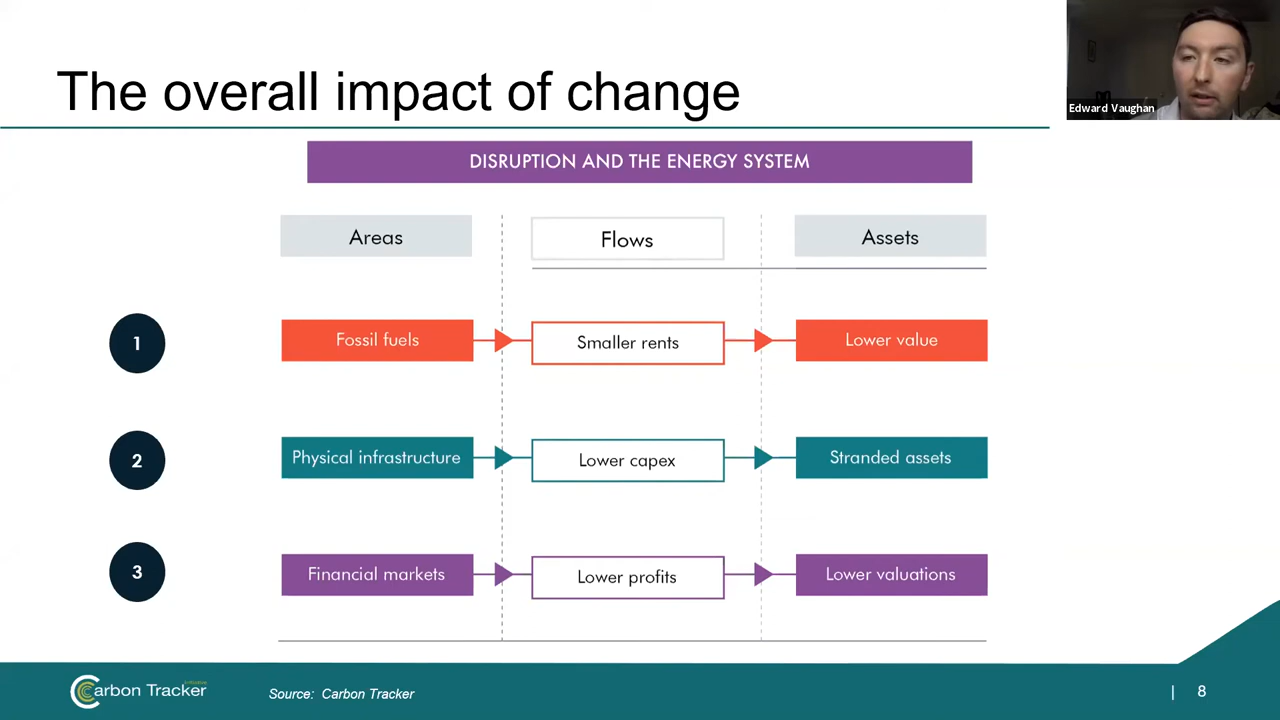 The overall impact of change
Edward Vaughan
DISRUPTION AND THE ENERGY SYSTEM
Areas
Flows
Assets
1
Fossil fuels
Smaller rents
Lower value
2
Physical infrastructure
Lower capex
Stranded assets
3
Financial markets
Lower profits
Lower valuations
Carbon Tracker
Initiative
Source: Carbon Tracker
| 8